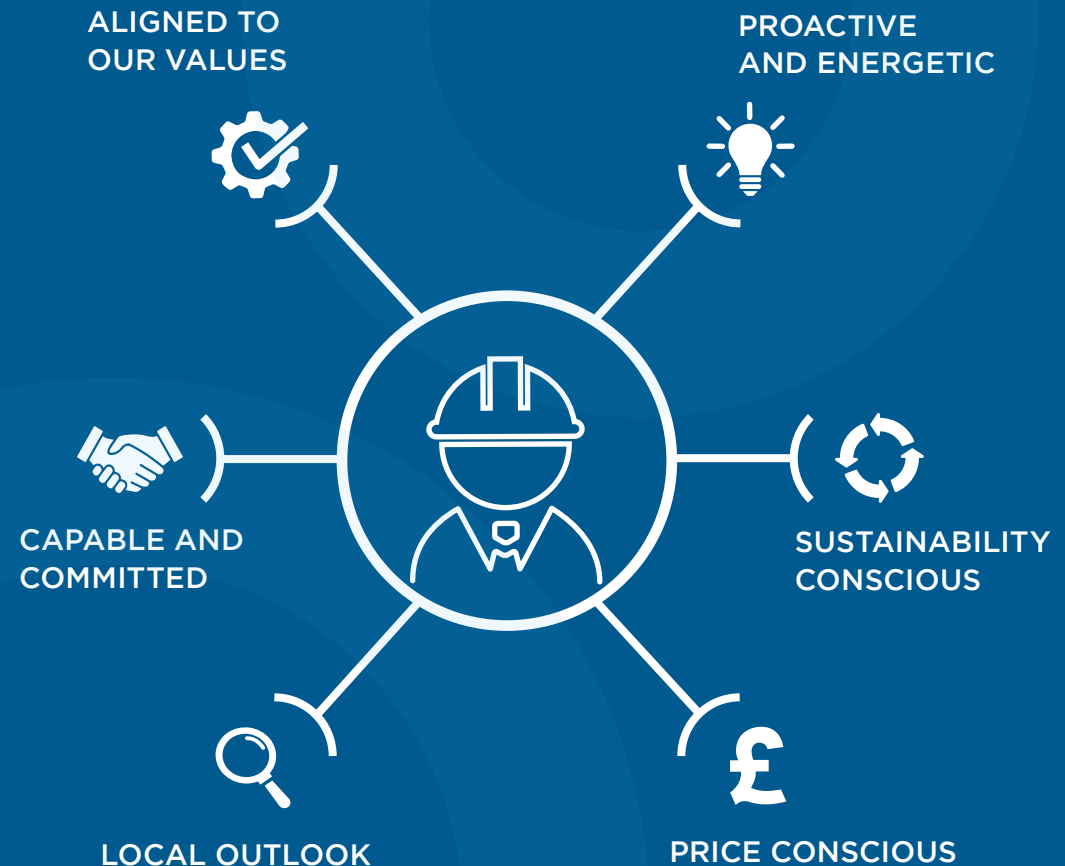 ALIGNED TO
OUR VALUES
PROACTIVE
AND ENERGETIC
CAPABLE AND
COMMITTED
SUSTAINABILITY
CONSCIOUS
£
LOCAL OUTLOOK
PRICE CONSCIOUS